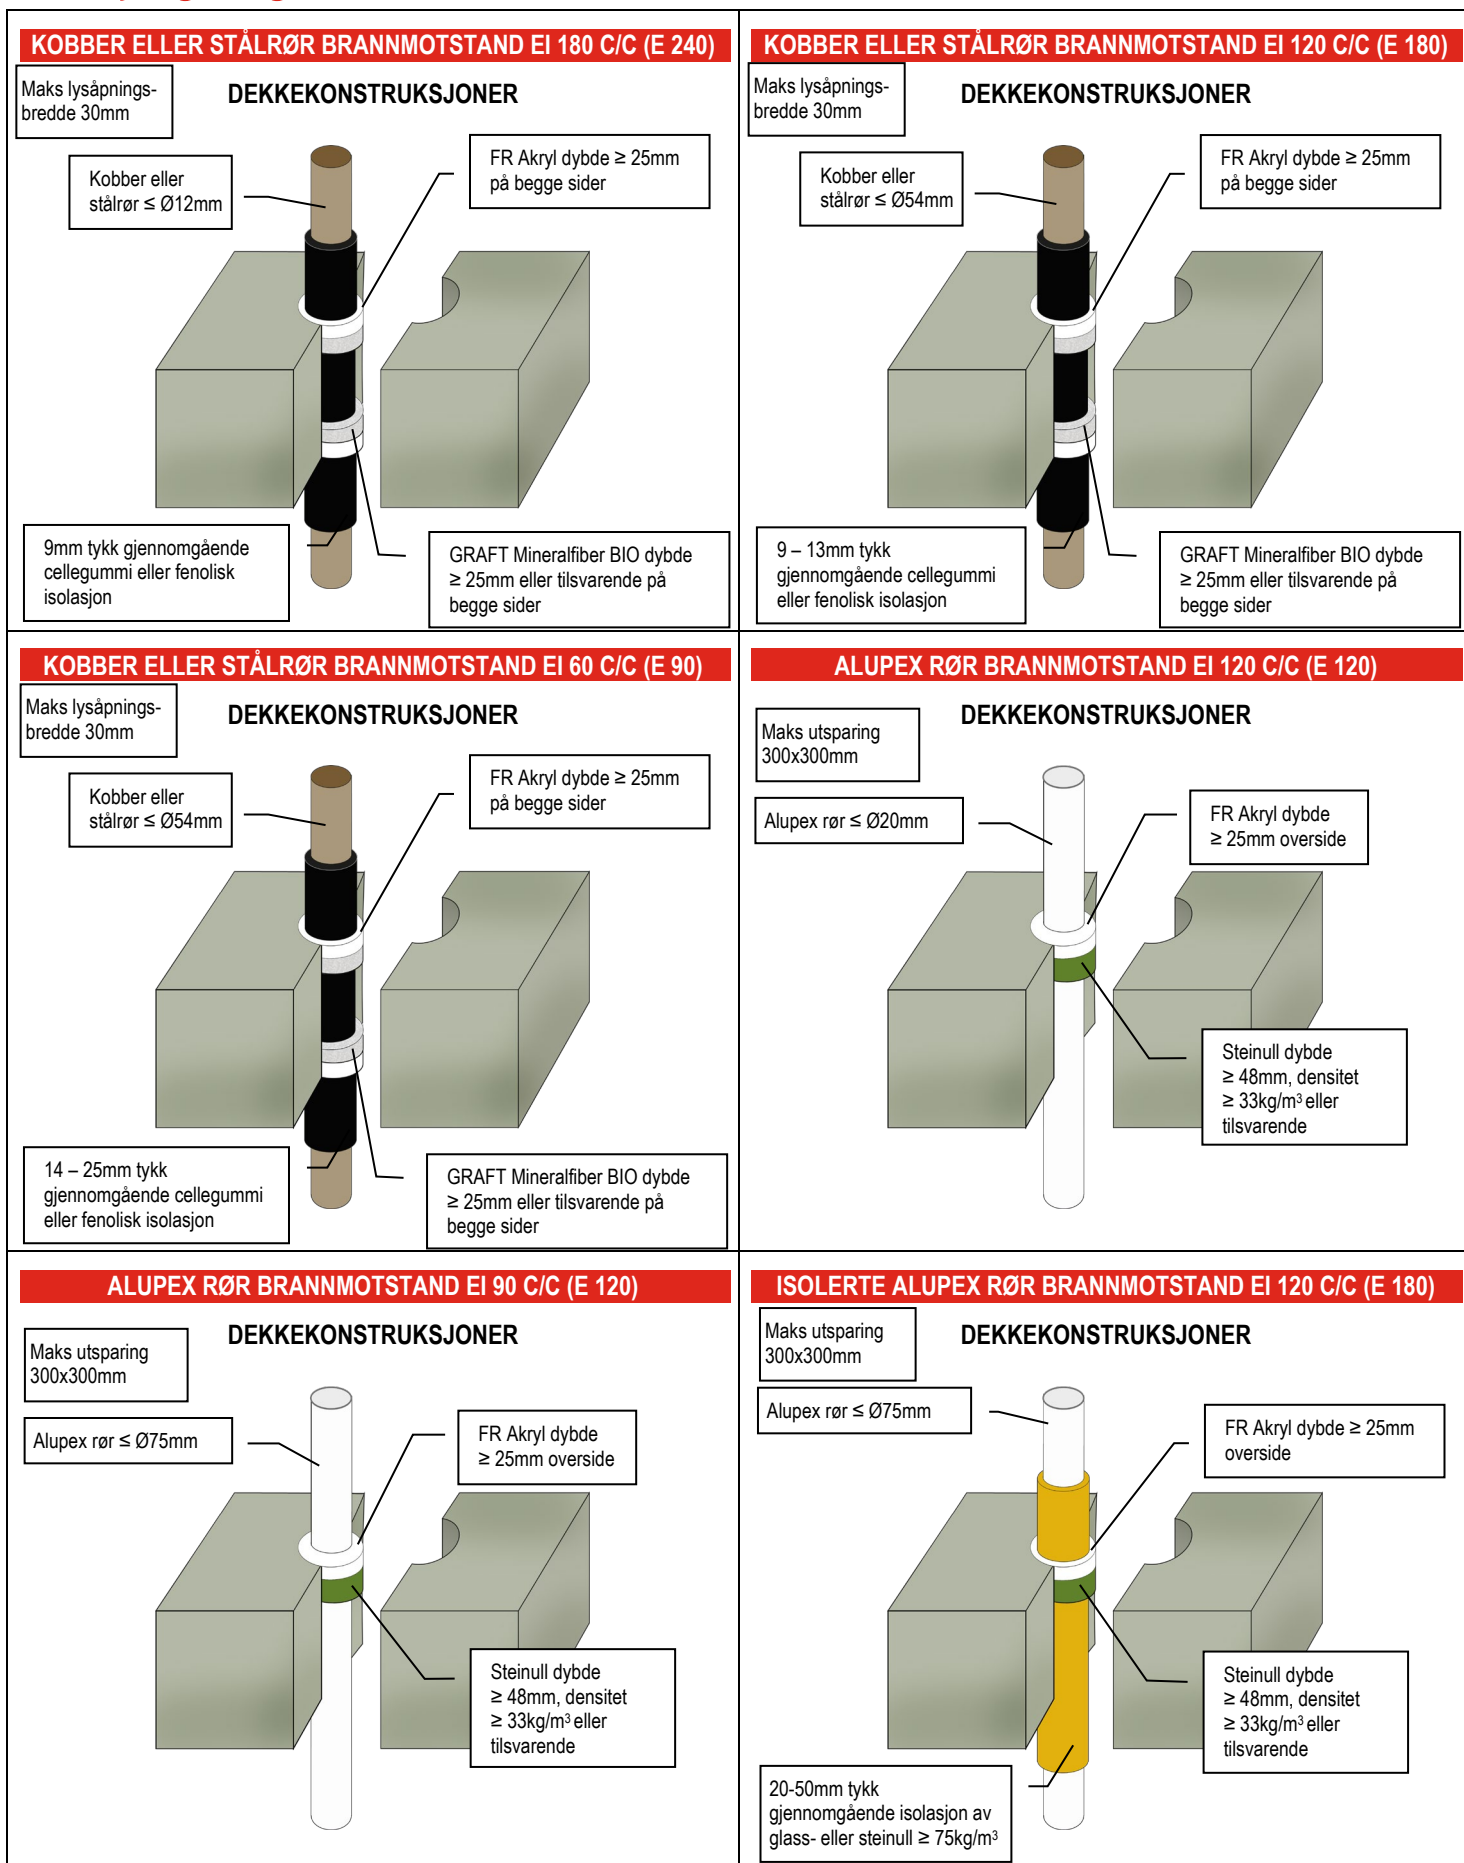 KOBBER ELLER STÅLRØR BRANNMOTSTAND EI 180 C/C (E 240)
Maks lysåpnings-
bredde 30mm
DEKKEKONSTRUKSJONER
Kobber eller
stålrør ≤ Ø12mm
FR Akryl dybde ≥ 25mm
på begge sider
9mm tykk gjennomgående
cellegummi eller fenolisk
isolasjon
GRAFT Mineralfiber BIO dybde
≥ 25mm eller tilsvarende på
begge sider
KOBBER ELLER STÅLRØR BRANNMOTSTAND EI 120 C/C (E 180)
Maks lysåpnings-
bredde 30mm
DEKKEKONSTRUKSJONER
Kobber eller
stålrør ≤ Ø54mm
FR Akryl dybde ≥ 25mm
på begge sider
9 – 13mm tykk
gjennomgående cellegummi
eller fenolisk isolasjon
GRAFT Mineralfiber BIO dybde
≥ 25mm eller tilsvarende på
begge sider
KOBBER ELLER STÅLRØR BRANNMOTSTAND EI 60 C/C (E 90)
Maks lysåpnings-
bredde 30mm
DEKKEKONSTRUKSJONER
Kobber eller
stålrør ≤ Ø54mm
FR Akryl dybde ≥ 25mm
på begge sider
14 – 25mm tykk
gjennomgående cellegummi
eller fenolisk isolasjon
GRAFT Mineralfiber BIO dybde
≥ 25mm eller tilsvarende på
begge sider
ALUPEX RØR BRANNMOTSTAND EI 120 C/C (E 120)
Maks utsparing
300x300mm
DEKKEKONSTRUKSJONER
Alupex rør ≤ Ø20mm
FR Akryl dybde
≥ 25mm overside
Steinull dybde
≥ 48mm, densitet
≥ 33kg/m³ eller
tilsvarende
ALUPEX RØR BRANNMOTSTAND EI 90 C/C (E 120)
Maks utsparing
300x300mm
DEKKEKONSTRUKSJONER
Alupex rør ≤ Ø75mm
FR Akryl dybde
≥ 25mm overside
Steinull dybde
≥ 48mm, densitet
≥ 33kg/m³ eller
tilsvarende
ISOLERTE ALUPEX RØR BRANNMOTSTAND EI 120 C/C (E 180)
Maks utsparing
300x300mm
DEKKEKONSTRUKSJONER
Alupex rør ≤ Ø75mm
FR Akryl dybde ≥ 25mm
overside
Steinull dybde
≥ 48mm, densitet
≥ 33kg/m³ eller
tilsvarende
20-50mm tykk
gjennomgående isolasjon av
glass- eller steinull ≥ 75kg/m³